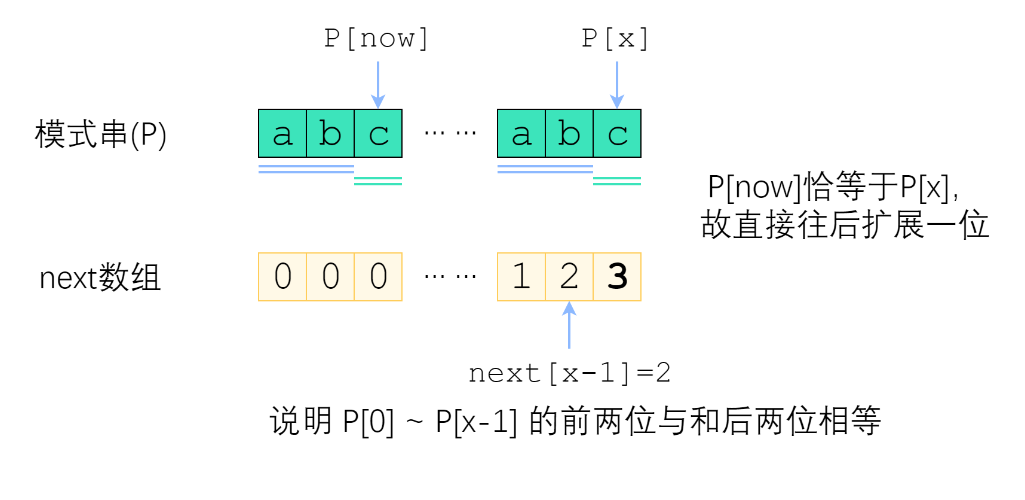 P[now] P[x]
模式串(P) a b c ······ a b c
P[now]恰等于P[x],
故直接往后扩展一位
next数组 0 0 0 ······ 1 2 3
next[x-1]=2
说明 P[0] ~ P[x-1] 的前两位与和后两位相等